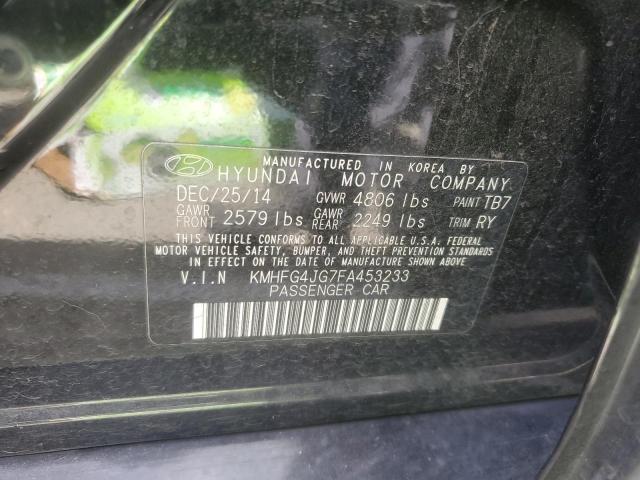 MANUFACTURED IN KOREA BY
HYUNDAI MOTOR COMPANY
DEC/25/14 GVWR 4806 lbs PAINT TB7
GAWR FRONT 2579 lbs GAWR REAR 2249 lbs TRIM RY
THIS VEHICLE CONFORMS TO ALL APPLICABLE U.S.A. FEDERAL
MOTOR VEHICLE SAFETY, BUMPER, AND THEFT PREVENTION STANDARDS
IN EFFECT ON THE DATE OF MANUFACTURE SHOWN ABOVE.
V.I.N KMHFG4JG7FA453233
PASSENGER CAR